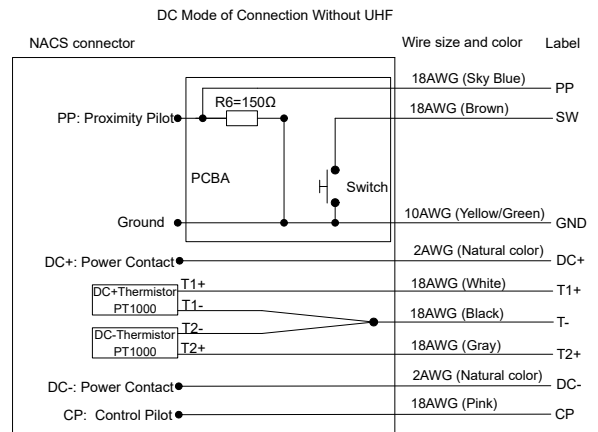 DC Mode of Connection Without UHF
NACS connector
Wire size and color
Label
18AWG (Sky Blue)
PP
R6=150Ω
18AWG (Brown)
PP: Proximity Pilot
SW
PCBA
Switch
10AWG (Yellow/Green)
Ground
GND
2AWG (Natural color)
DC+: Power Contact
DC+
T1+
18AWG (White)
DC+Thermistor
PT1000
T1+
T1-
18AWG (Black)
T-
T2-
DC-Thermistor
PT1000
T2+
18AWG (Gray)
T2+
2AWG (Natural color)
DC-: Power Contact
DC-
18AWG (Pink)
CP: Control Pilot
CP